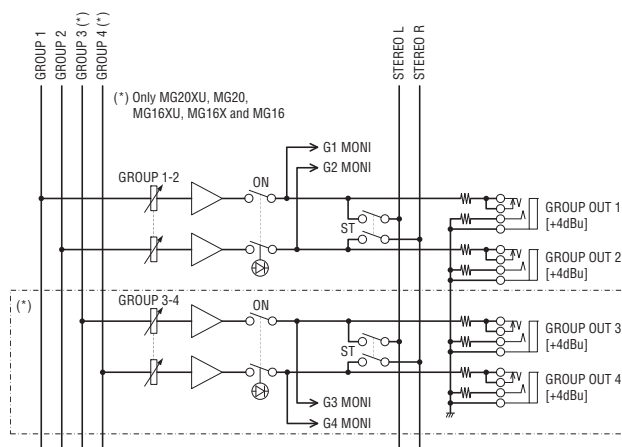 GROUP 1
GROUP 2
GROUP 3 (*)
GROUP 4 (*)
STEREO L
STEREO R
(*) Only MG20XU, MG20,
MG16XU, MG16X and MG16
G1 MONI
G2 MONI
GROUP 1-2
ON
ST
GROUP OUT 1
[+4dBu]
GROUP OUT 2
[+4dBu]
(*)
GROUP 3-4
ON
ST
GROUP OUT 3
[+4dBu]
GROUP OUT 4
[+4dBu]
G3 MONI
G4 MONI